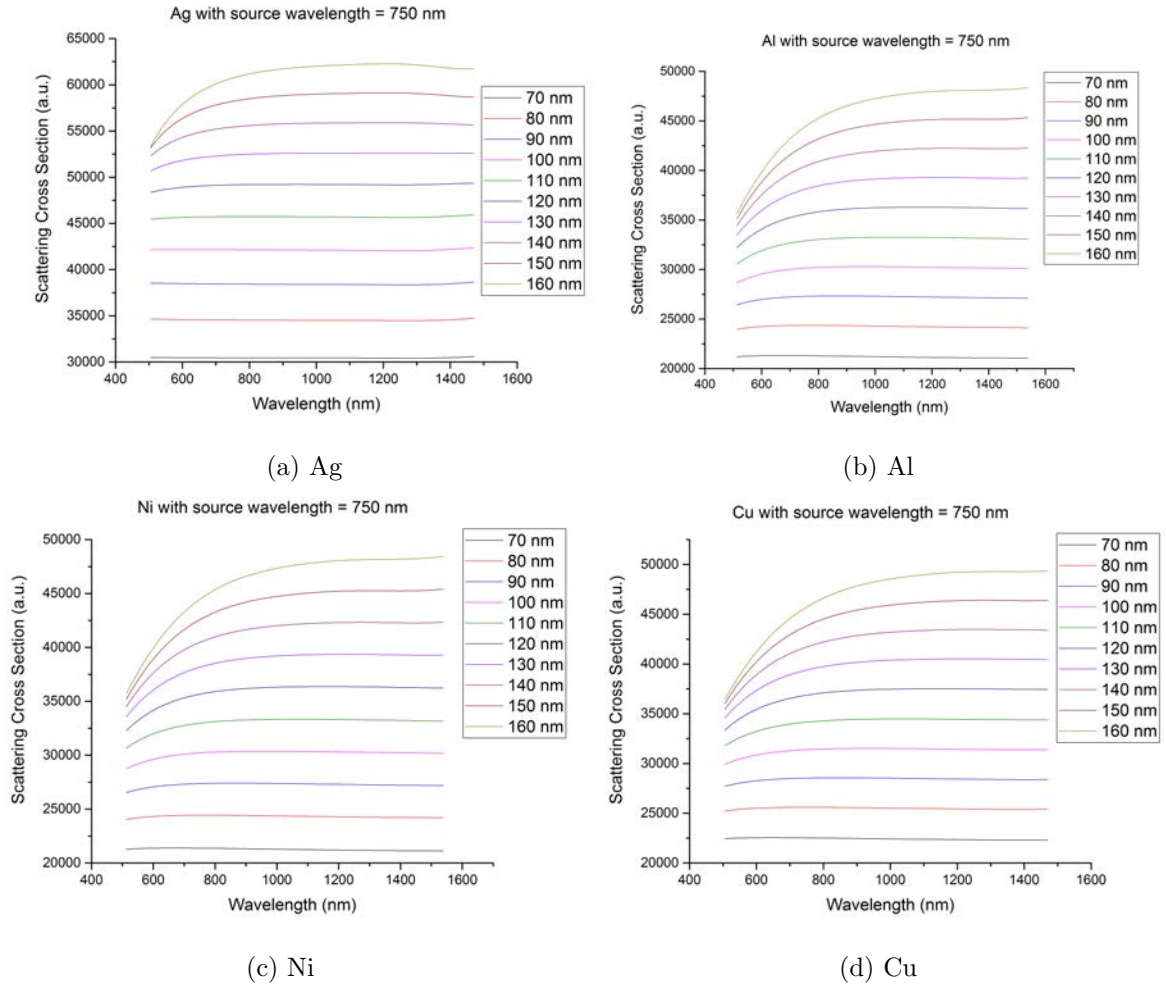 Ag with source wavelength = 750 nm
65000
60000
55000
50000
45000
40000
35000
30000
400 600 800 1000 1200 1400 1600
Scattering Cross Section (a.u.)
Wavelength (nm)
70 nm
80 nm
90 nm
100 nm
110 nm
120 nm
130 nm
140 nm
150 nm
160 nm
(a) Ag
Al with source wavelength = 750 nm
50000
45000
40000
35000
30000
25000
20000
400 600 800 1000 1200 1400 1600
Scattering Cross Section (a.u.)
Wavelength (nm)
70 nm
80 nm
90 nm
100 nm
110 nm
120 nm
130 nm
140 nm
150 nm
160 nm
(b) Al
Ni with source wavelength = 750 nm
50000
45000
40000
35000
30000
25000
20000
400 600 800 1000 1200 1400 1600
Scattering Cross Section (a.u.)
Wavelength (nm)
70 nm
80 nm
90 nm
100 nm
110 nm
120 nm
130 nm
140 nm
150 nm
160 nm
(c) Ni
Cu with source wavelength = 750 nm
50000
45000
40000
35000
30000
25000
20000
400 600 800 1000 1200 1400 1600
Scattering Cross Section (a.u.)
Wavelength (nm)
70 nm
80 nm
90 nm
100 nm
110 nm
120 nm
130 nm
140 nm
150 nm
160 nm
(d) Cu